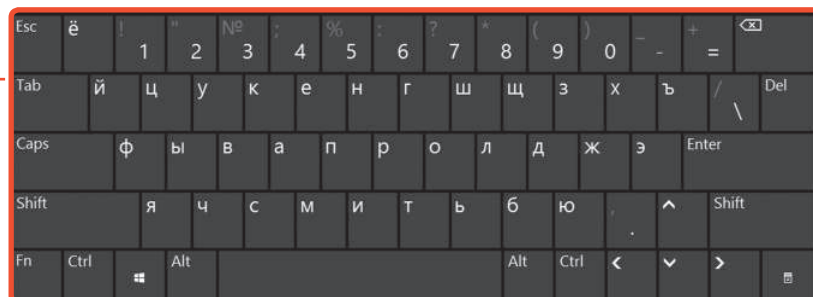 Esc ё ! 1 " 2 № 3 ; 4 % 5 : 6 ? 7 * 8 ( 9 ) 0 _ - + =
Tab й ц у к е н г ш щ з х ъ / \ Del
Caps ф ы в а п р о л д ж э Enter
Shift я ч с м и т ь б ю , . Shift
Fn Ctrl Alt Alt Ctrl